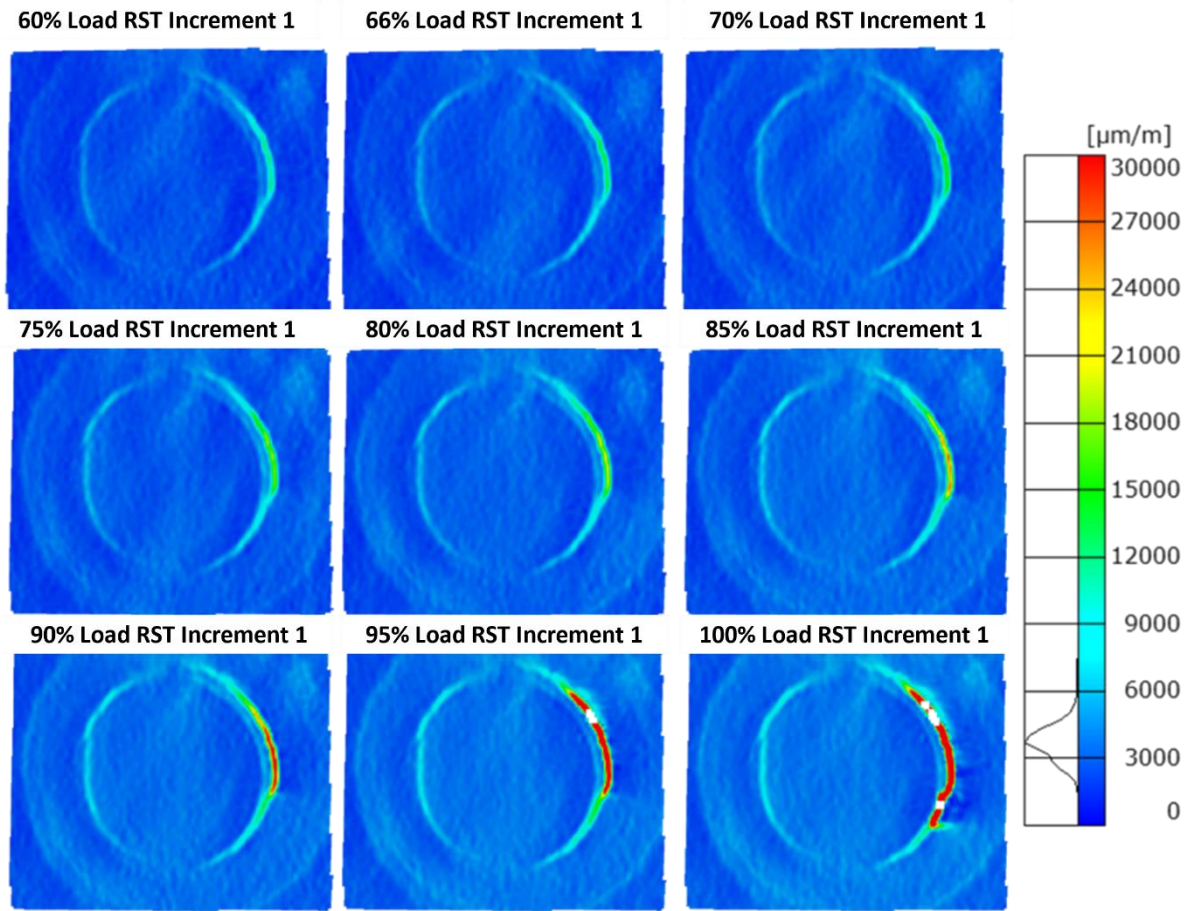 60% Load RST Increment 1
66% Load RST Increment 1
70% Load RST Increment 1
75% Load RST Increment 1
80% Load RST Increment 1
85% Load RST Increment 1
90% Load RST Increment 1
95% Load RST Increment 1
100% Load RST Increment 1
[µm/m]
30000
27000
24000
21000
18000
15000
12000
9000
6000
3000
0